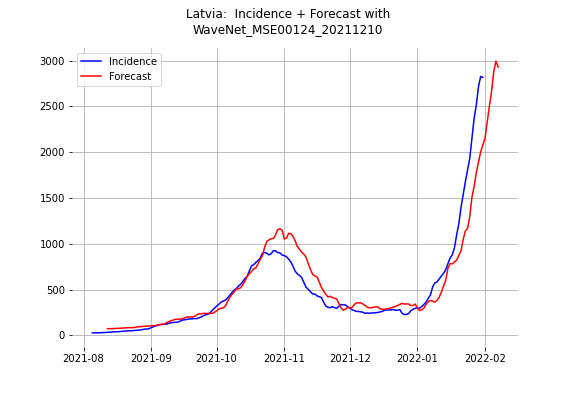 Latvia:  Incidence + Forecast with
WaveNet_MSE00124_20211210
Incidence
Forecast
3000
2500
2000
1500
1000
500
0
2021-08 2021-09 2021-10 2021-11 2021-12 2022-01 2022-02